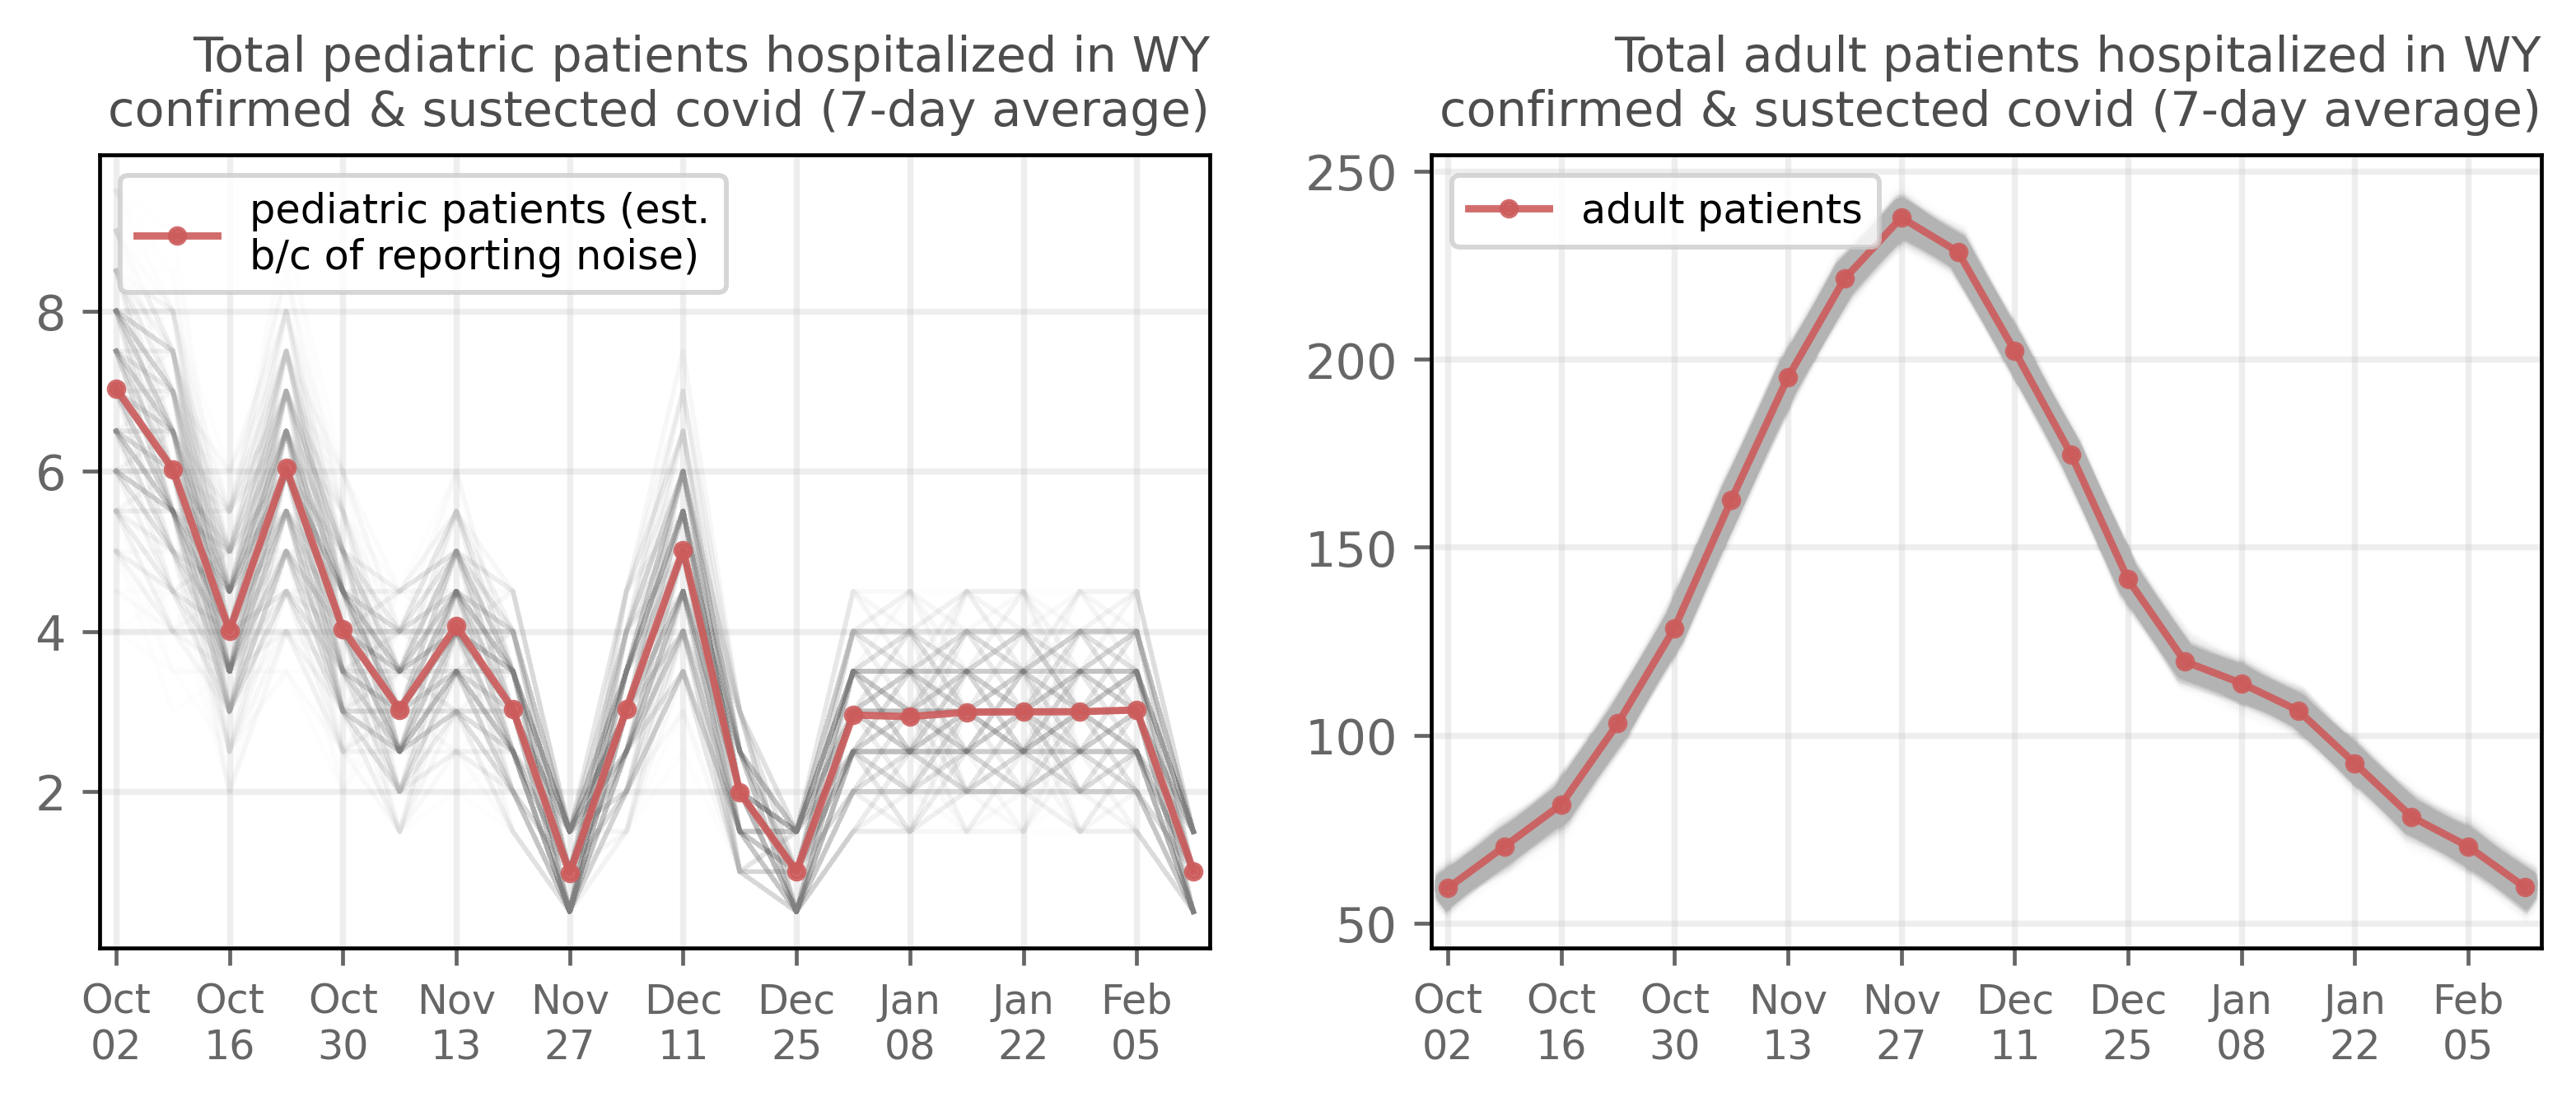 Total pediatric patients hospitalized in WY
confirmed & sustected covid (7-day average)
pediatric patients (est.
b/c of reporting noise)
8
6
4
2
Oct Oct Oct Nov Nov Dec Dec Jan Jan Feb
02 16 30 13 27 11 25 08 22 05
Total adult patients hospitalized in WY
confirmed & sustected covid (7-day average)
adult patients
250
200
150
100
50
Oct Oct Oct Nov Nov Dec Dec Jan Jan Feb
02 16 30 13 27 11 25 08 22 05